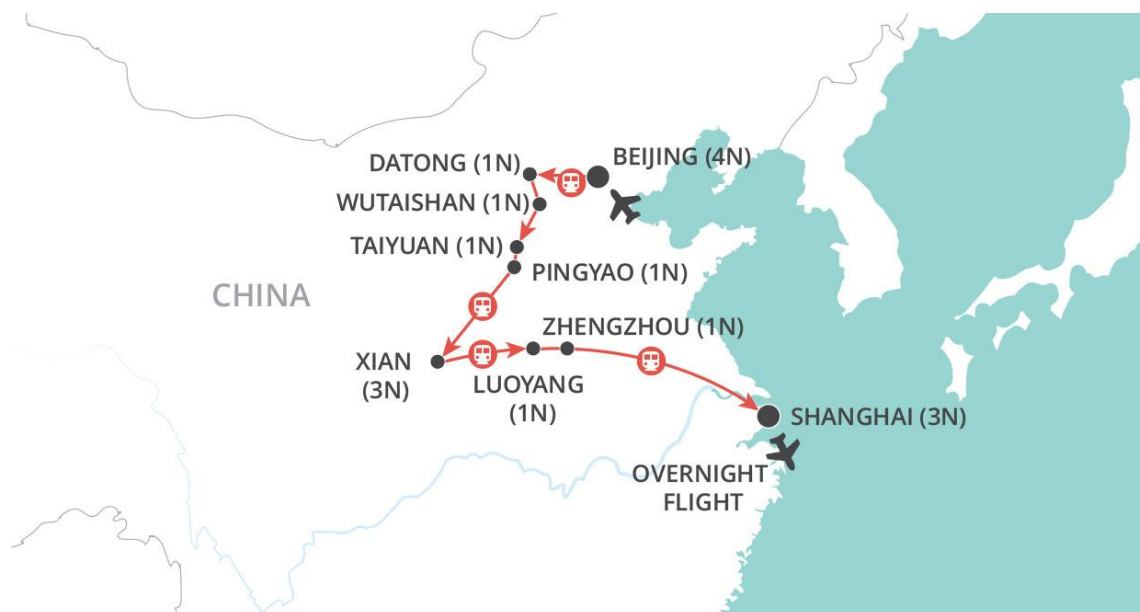 BEIJING (4N)
DATONG (1N)
WUTAISHAN (1N)
TAIYUAN (1N)
PINGYAO (1N)
CHINA
ZHENGZHOU (1N)
XIAN
(3N)
LUOYANG
(1N)
SHANGHAI (3N)
OVERNIGHT
FLIGHT